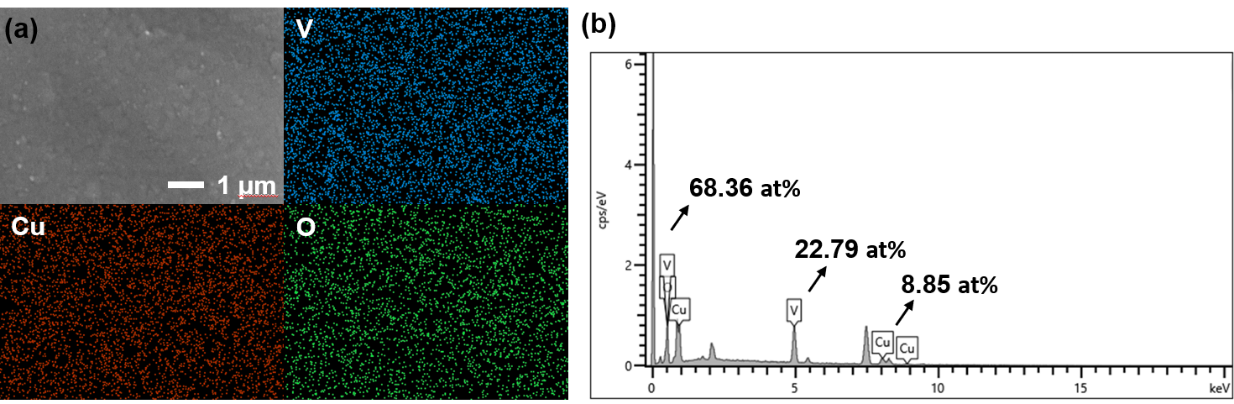 (a)
V
1 µm
Cu
O
(b)
cps/eV
6
4
2
0
68.36 at%
22.79 at%
8.85 at%
V
Cu
V
Cu
Cu
0
5
10
15
keV